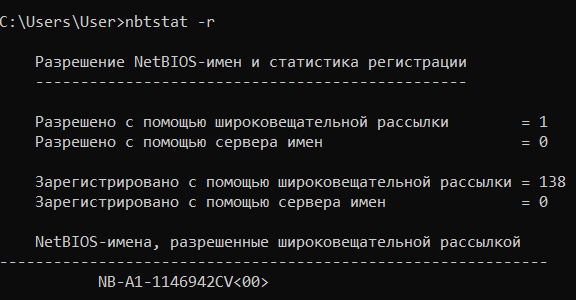 C:\Users\User>nbtstat -r
Разрешение NetBIOS-имен и статистика регистрации
------------------------------------------------
Разрешено с помощью широковещательной рассылки = 1
Разрешено с помощью сервера имен = 0
Зарегистрировано с помощью широковещательной рассылки = 138
Зарегистрировано с помощью сервера имен = 0
NetBIOS-имена, разрешенные широковещательной рассылкой
-------------------------------------------------------------
NB-A1-1146942CV<00>